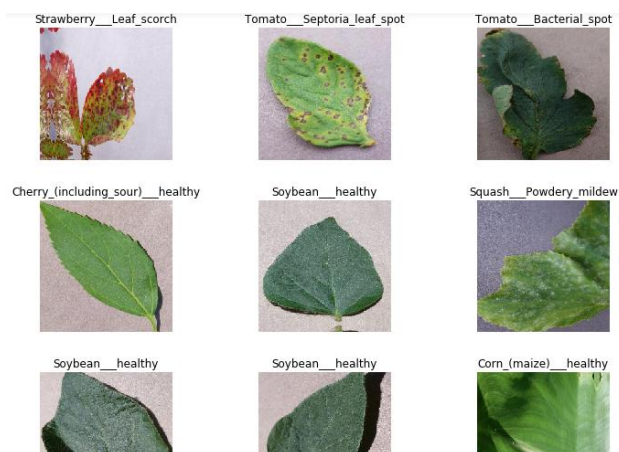 Strawberry___Leaf_scorch
Tomato___Septoria_leaf_spot
Tomato___Bacterial_spot
Cherry_(including_sour)___healthy
Soybean___healthy
Squash___Powdery_mildew
Soybean___healthy
Soybean___healthy
Corn_(maize)___healthy